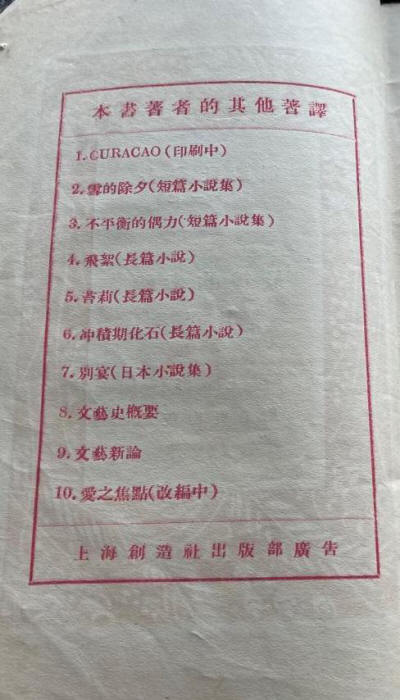 本書著者的其他著譯
1. CURACAO(印刷中)
2. 雪的除夕(短篇小說集)
3. 不平衡的偶力(短篇小說集)
4. 飛絮(長篇小說)
5. 苔莉(長篇小說)
6. 冲積期化石(長篇小說)
7. 別宴(日本小說集)
8. 文藝史概要
9. 文藝新論
10. 愛之焦點(改編中)
上海創造社出版部廣告